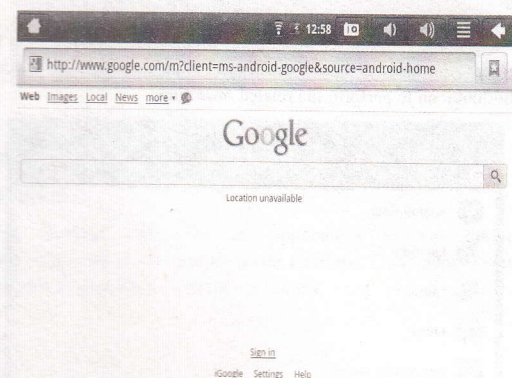 12:58
http://www.google.com/m?client=ms-android-google&source=android-home
Web Images Local News more
Google
Location unavailable
Sign in
iGoogle Settings Help